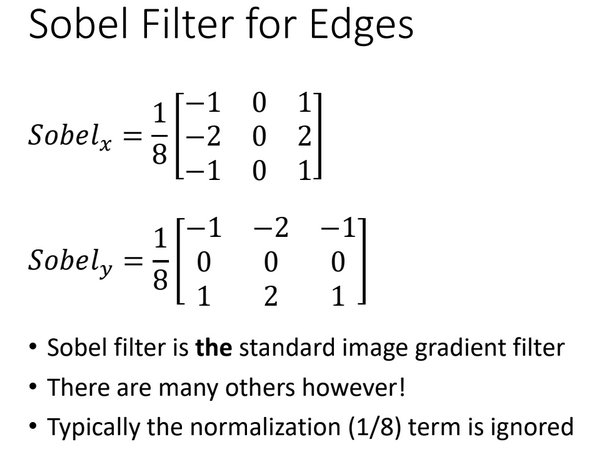 Sobel Filter for Edges
Sobelₓ = 1/8 [−1 0 1
−2 0 2
−1 0 1]
Sobel_y = 1/8 [−1 −2 −1
0 0 0
1 2 1]
• Sobel filter is the standard image gradient filter
• There are many others however!
• Typically the normalization (1/8) term is ignored